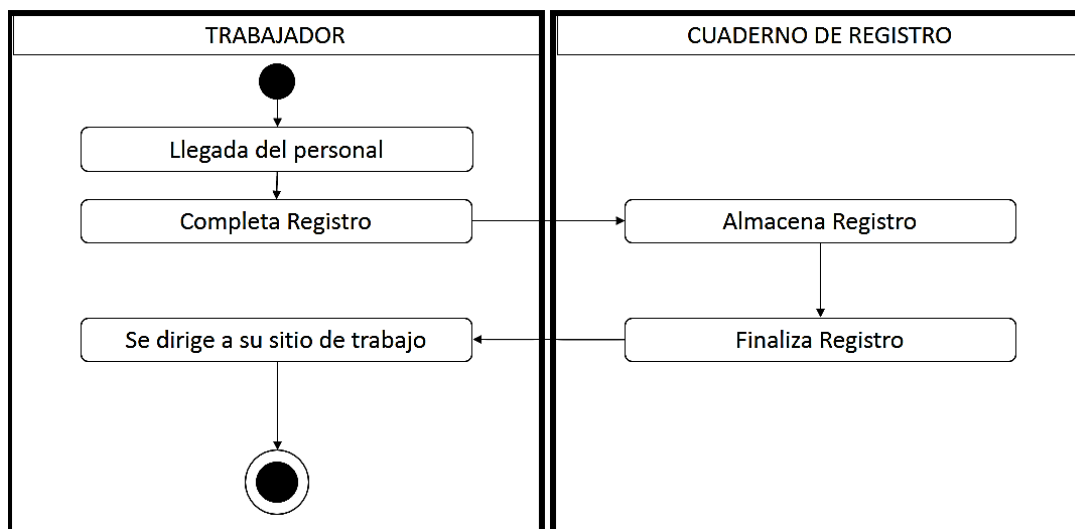 TRABAJADOR
CUADERNO DE REGISTRO
Llegada del personal
Completa Registro
Almacena Registro
Se dirige a su sitio de trabajo
Finaliza Registro